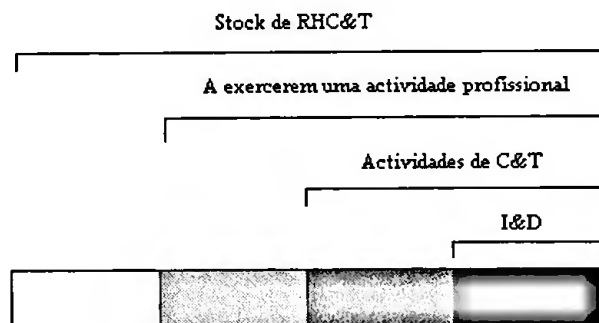 Stock de RHC&T
A exercerem uma actividade profissional
Actividades de C&T
I&D